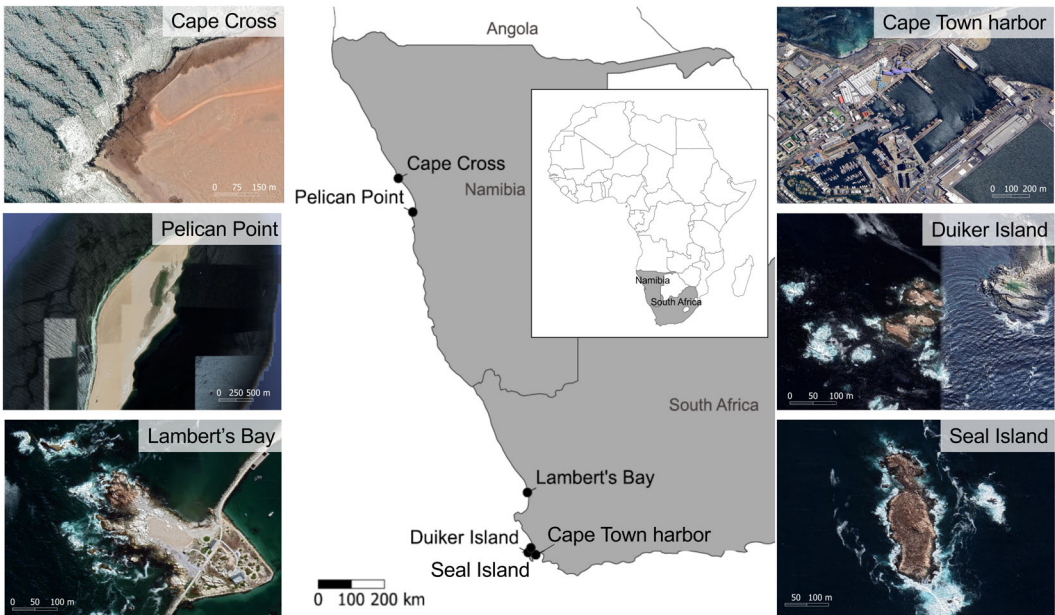 Cape Cross
0 75 150 m
Pelican Point
0 250 500 m
Lambert's Bay
0 50 100 m
Angola
Cape Cross
Namibia
Pelican Point
Namibia
South Africa
South Africa
Lambert's Bay
Duiker Island
Cape Town harbor
Seal Island
0 100 200 km
Cape Town harbor
0 100 200 m
Duiker Island
0 50 100 m
Seal Island
50 100 m